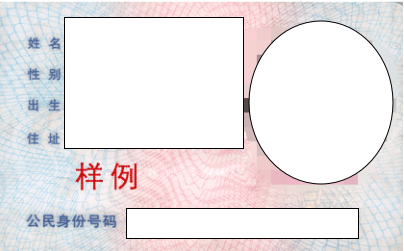 姓 名
性 别
出 生
住 址
样 例
公民身份号码